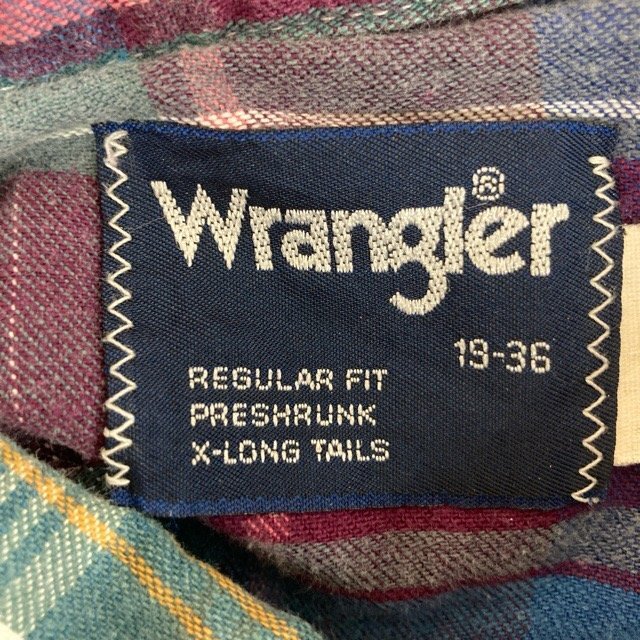 Wrangler®
19-36
REGULAR FIT
PRESHRUNK
X-LONG TAILS